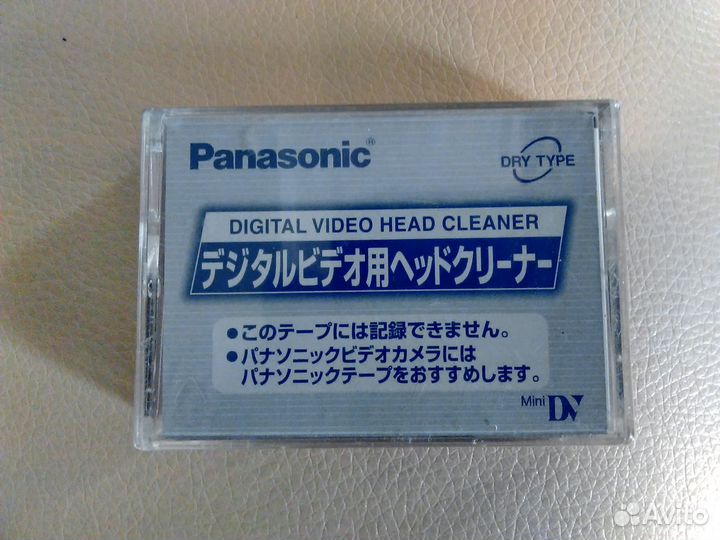 Panasonic®
DRY TYPE
DIGITAL VIDEO HEAD CLEANER
デジタルビデオ用ヘッドクリーナー
●このテープには記録できません。
●パナソニックビデオカメラには
パナソニックテープをおすすめします。
Mini DV
Avito